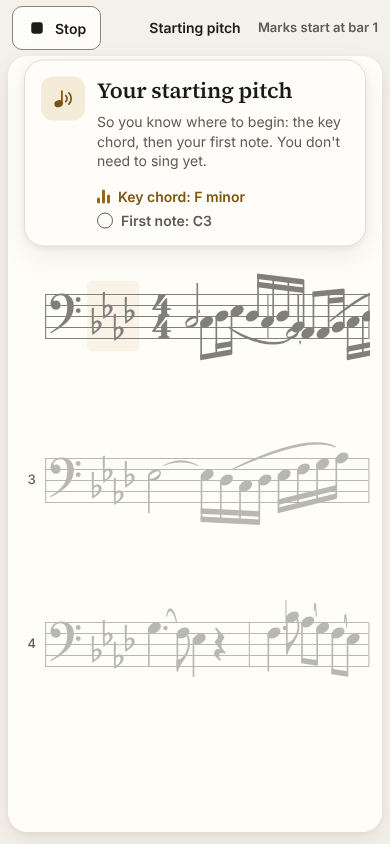 Stop
Starting pitch
Marks start at bar 1
Your starting pitch
So you know where to begin: the key
chord, then your first note. You don't
need to sing yet.
Key chord: F minor
First note: C3
4
4
3
4